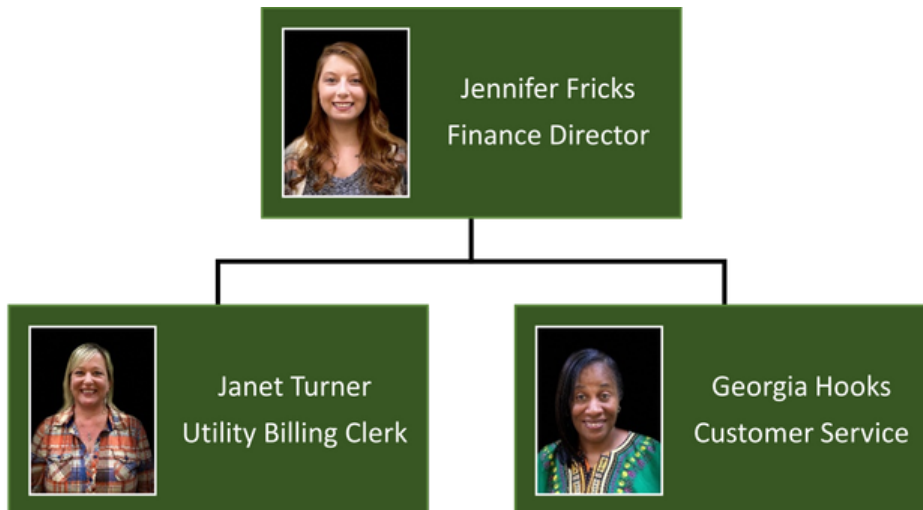 Jennifer Fricks
Finance Director
Janet Turner
Utility Billing Clerk
Georgia Hooks
Customer Service